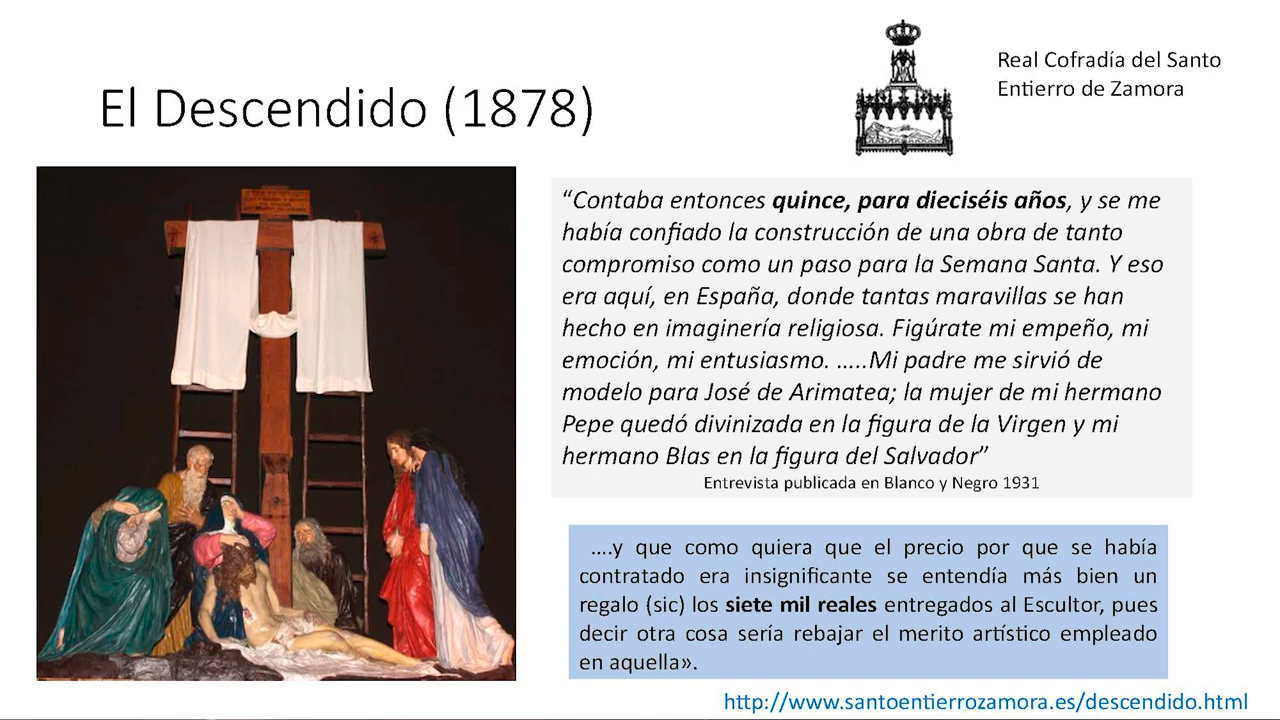 Real Cofradía del Santo
Entierro de Zamora
El Descendido (1878)
“Contaba entonces quince, para dieciséis años, y se me
había confiado la construcción de una obra de tanto
compromiso como un paso para la Semana Santa. Y eso
era aquí, en España, donde tantas maravillas se han
hecho en imaginería religiosa. Figúrate mi empeño, mi
emoción, mi entusiasmo. …..Mi padre me sirvió de
modelo para José de Arimatea; la mujer de mi hermano
Pepe quedó divinizada en la figura de la Virgen y mi
hermano Blas en la figura del Salvador”
Entrevista publicada en Blanco y Negro 1931
….y que como quiera que el precio por que se había
contratado era insignificante se entendía más bien un
regalo (sic) los siete mil reales entregados al Escultor, pues
decir otra cosa sería rebajar el merito artístico empleado
en aquella».
http://www.santoentierrozamora.es/descendido.html